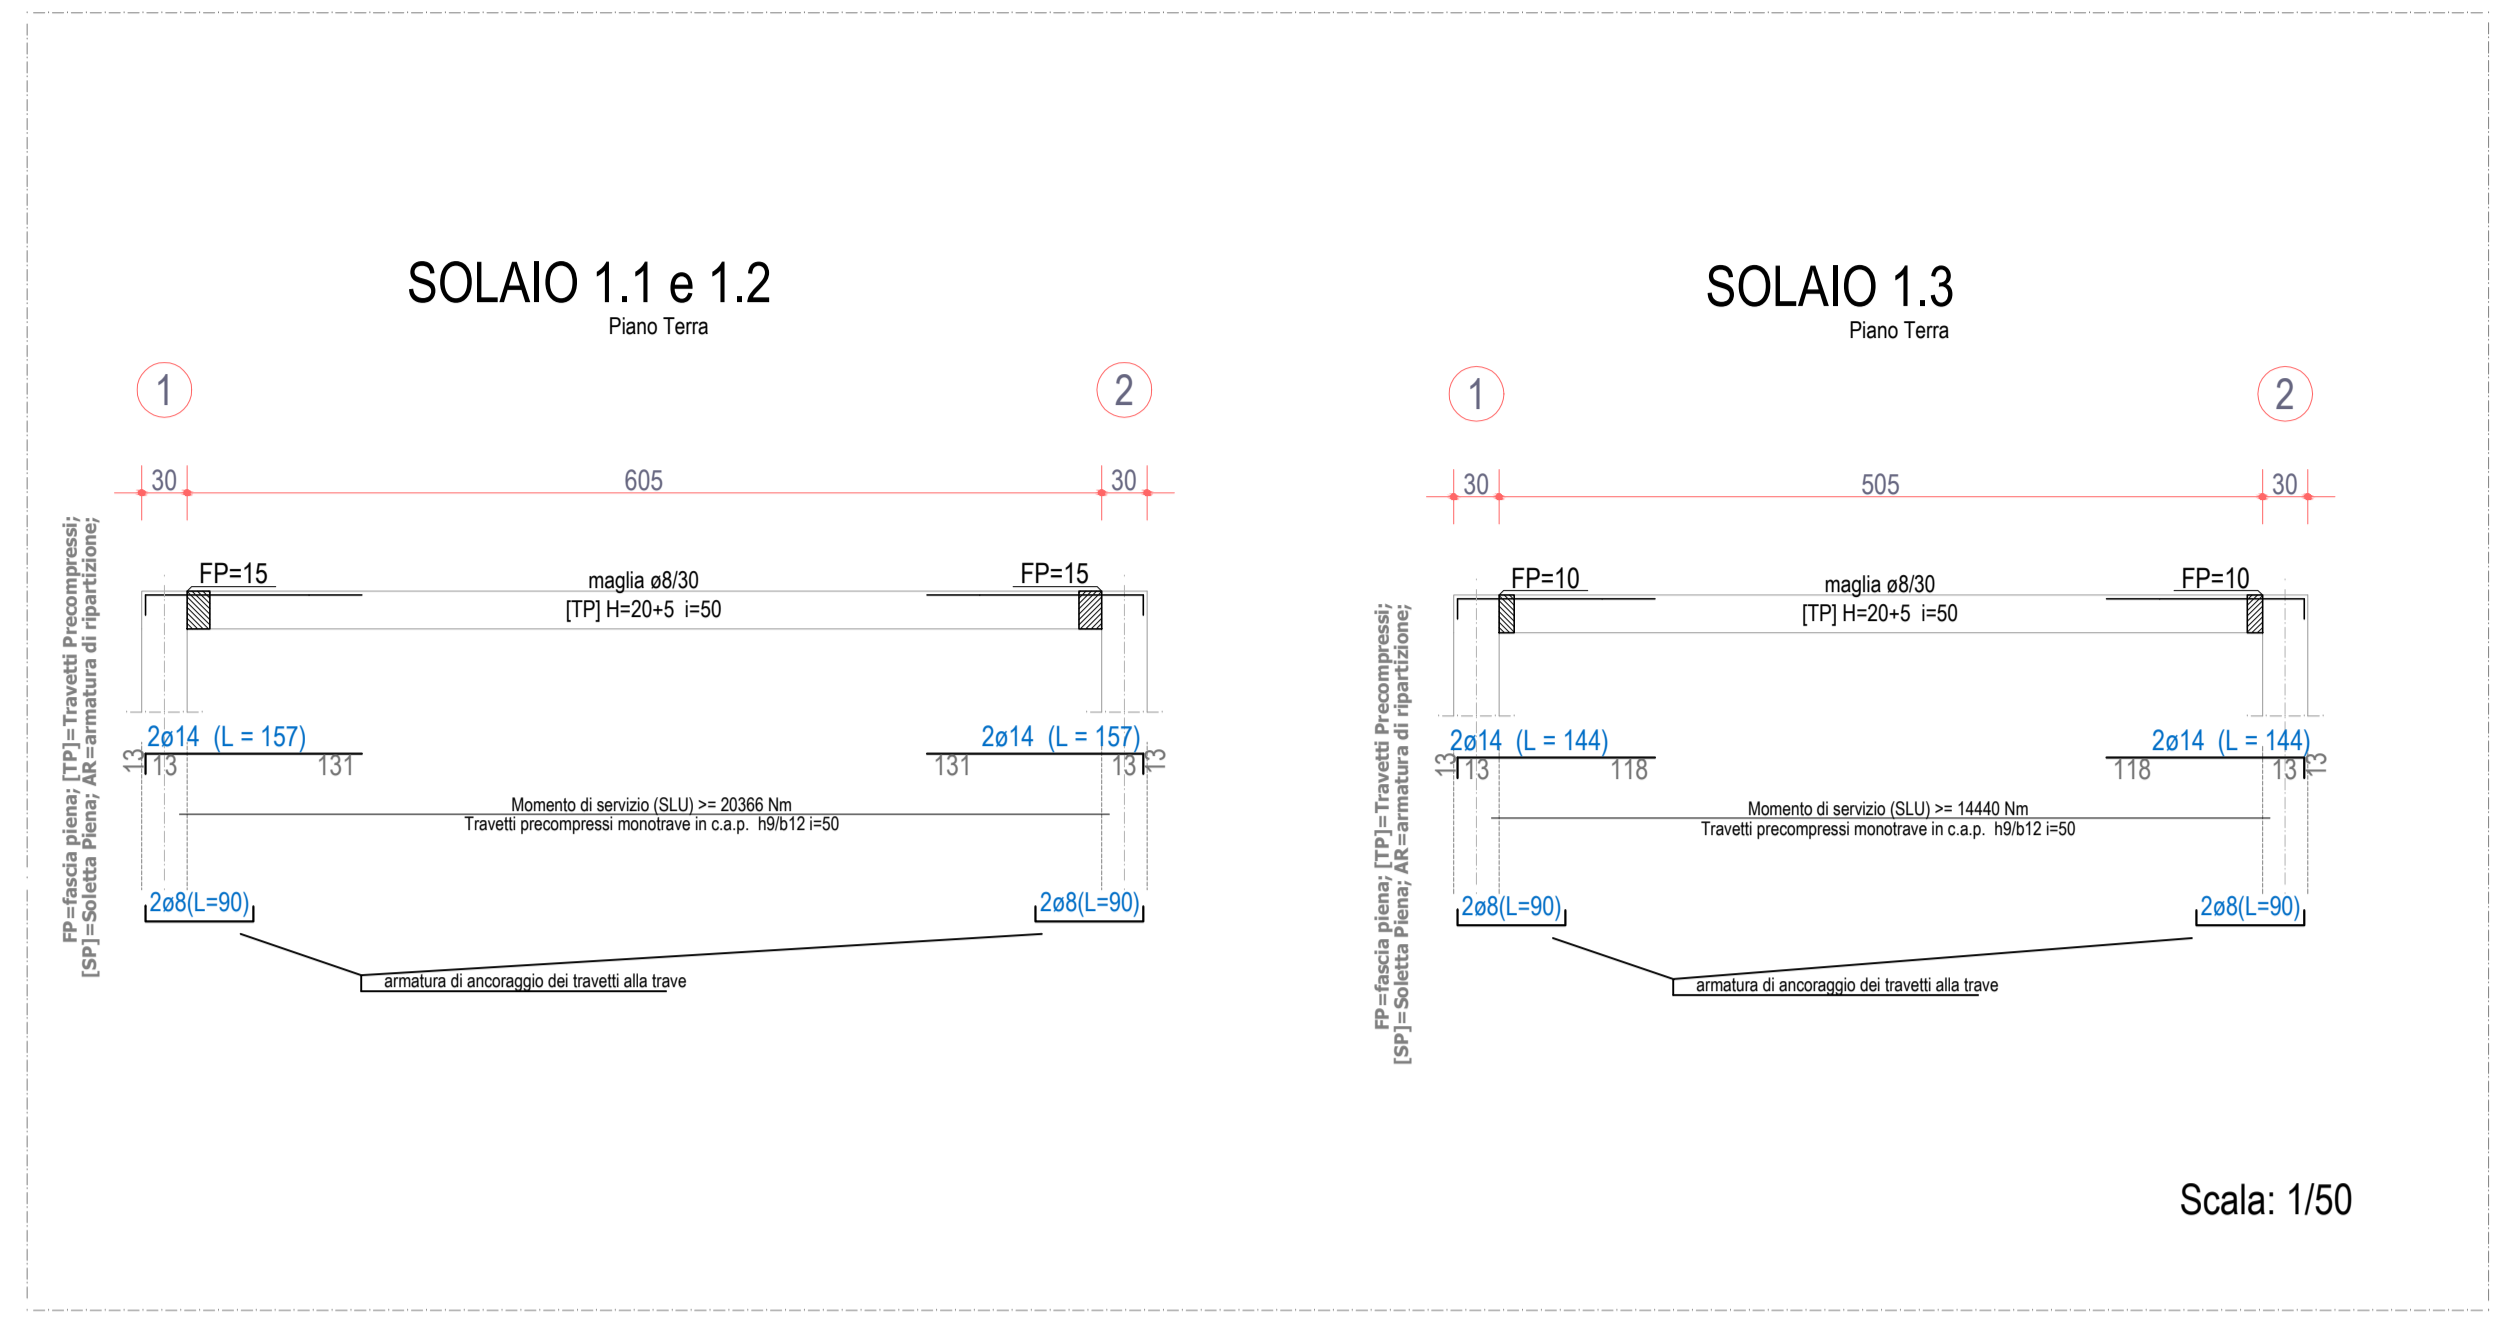 SOLAIO 1.1 e 1.2
Piano Terra
1
2
30
605
30
FP=15
maglia ø8/30
FP=15
[TP] H=20+5 i=50
2ø14 (L = 157)
2ø14 (L = 157)
13
13
131
131
13
13
Momento di servizio (SLU) >= 20366 Nm
Travetti precompressi monotrave in c.a.p. h9/b12 i=50
2ø8(L=90)
2ø8(L=90)
armatura di ancoraggio dei travetti alla trave
FP=fascia piena; [TP]=Travetti Precompressi;
[SP]=Soletta Piena; AR=armatura di ripartizione;
SOLAIO 1.3
Piano Terra
1
2
30
505
30
FP=10
maglia ø8/30
FP=10
[TP] H=20+5 i=50
2ø14 (L = 144)
2ø14 (L = 144)
13
13
118
118
13
13
Momento di servizio (SLU) >= 14440 Nm
Travetti precompressi monotrave in c.a.p. h9/b12 i=50
2ø8(L=90)
2ø8(L=90)
armatura di ancoraggio dei travetti alla trave
FP=fascia piena; [TP]=Travetti Precompressi;
[SP]=Soletta Piena; AR=armatura di ripartizione;
Scala: 1/50